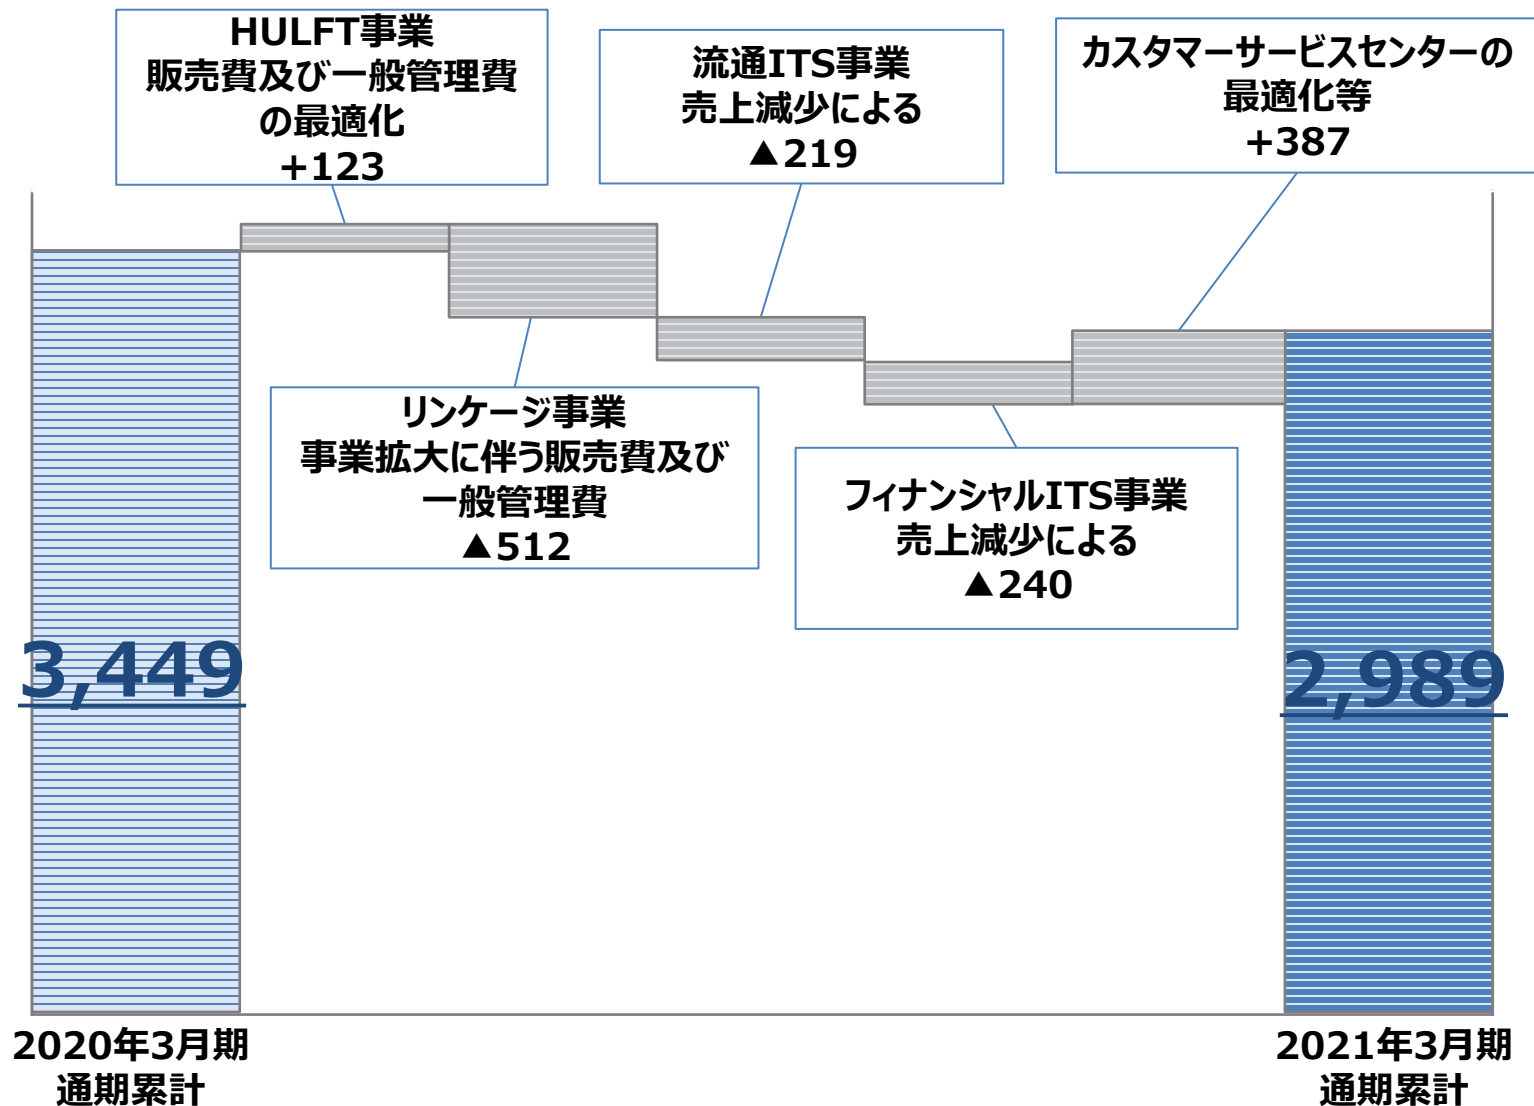 HULFT事業
販売費及び一般管理費
の最適化
+123
流通ITS事業
売上減少による
▲219
カスタマーサービスセンターの
最適化等
+387
リンケージ事業
事業拡大に伴う販売費及び
一般管理費
▲512
フィナンシャルITS事業
売上減少による
▲240
3,449
2,989
2020年3月期
通期累計
2021年3月期
通期累計